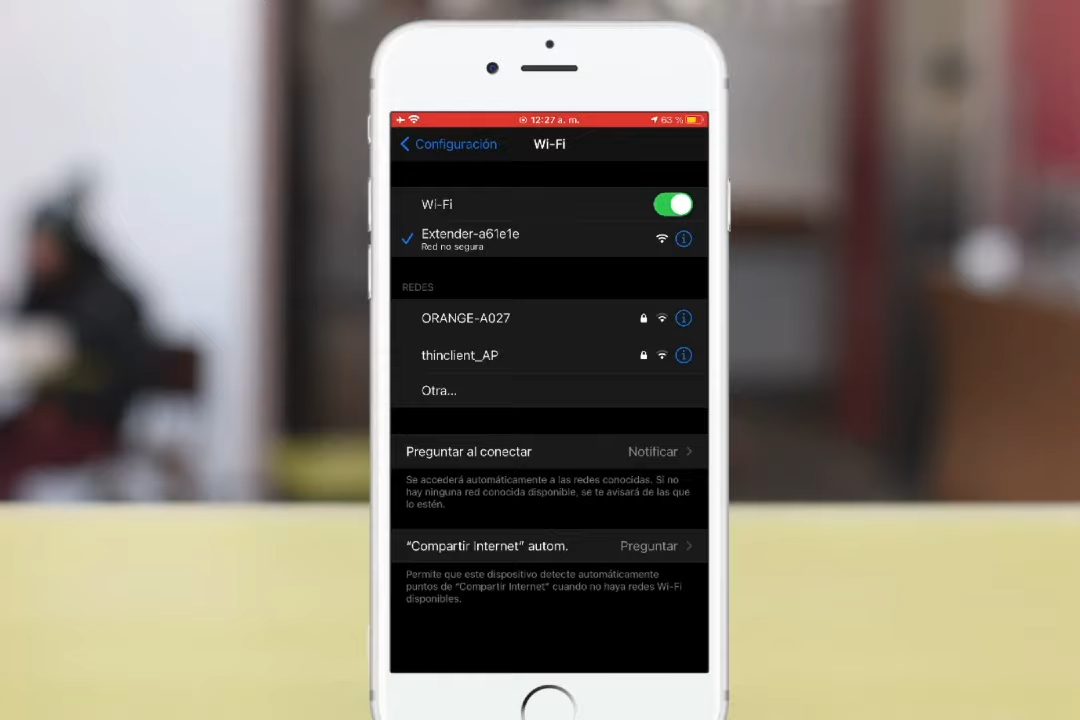 12:27 a. m.
63 %
Configuración
Wi-Fi
Wi-Fi
Extender-a61e1e
Red no segura
REDES
ORANGE-A027
thinclient_AP
Otra...
Preguntar al conectar
Notificar
Se accederá automáticamente a las redes conocidas. Si no
hay ninguna red conocida disponible, se te avisará de las que
lo estén.
"Compartir Internet" autom.
Preguntar
Permite que este dispositivo detecte automáticamente
puntos de "Compartir Internet" cuando no haya redes Wi-Fi
disponibles.